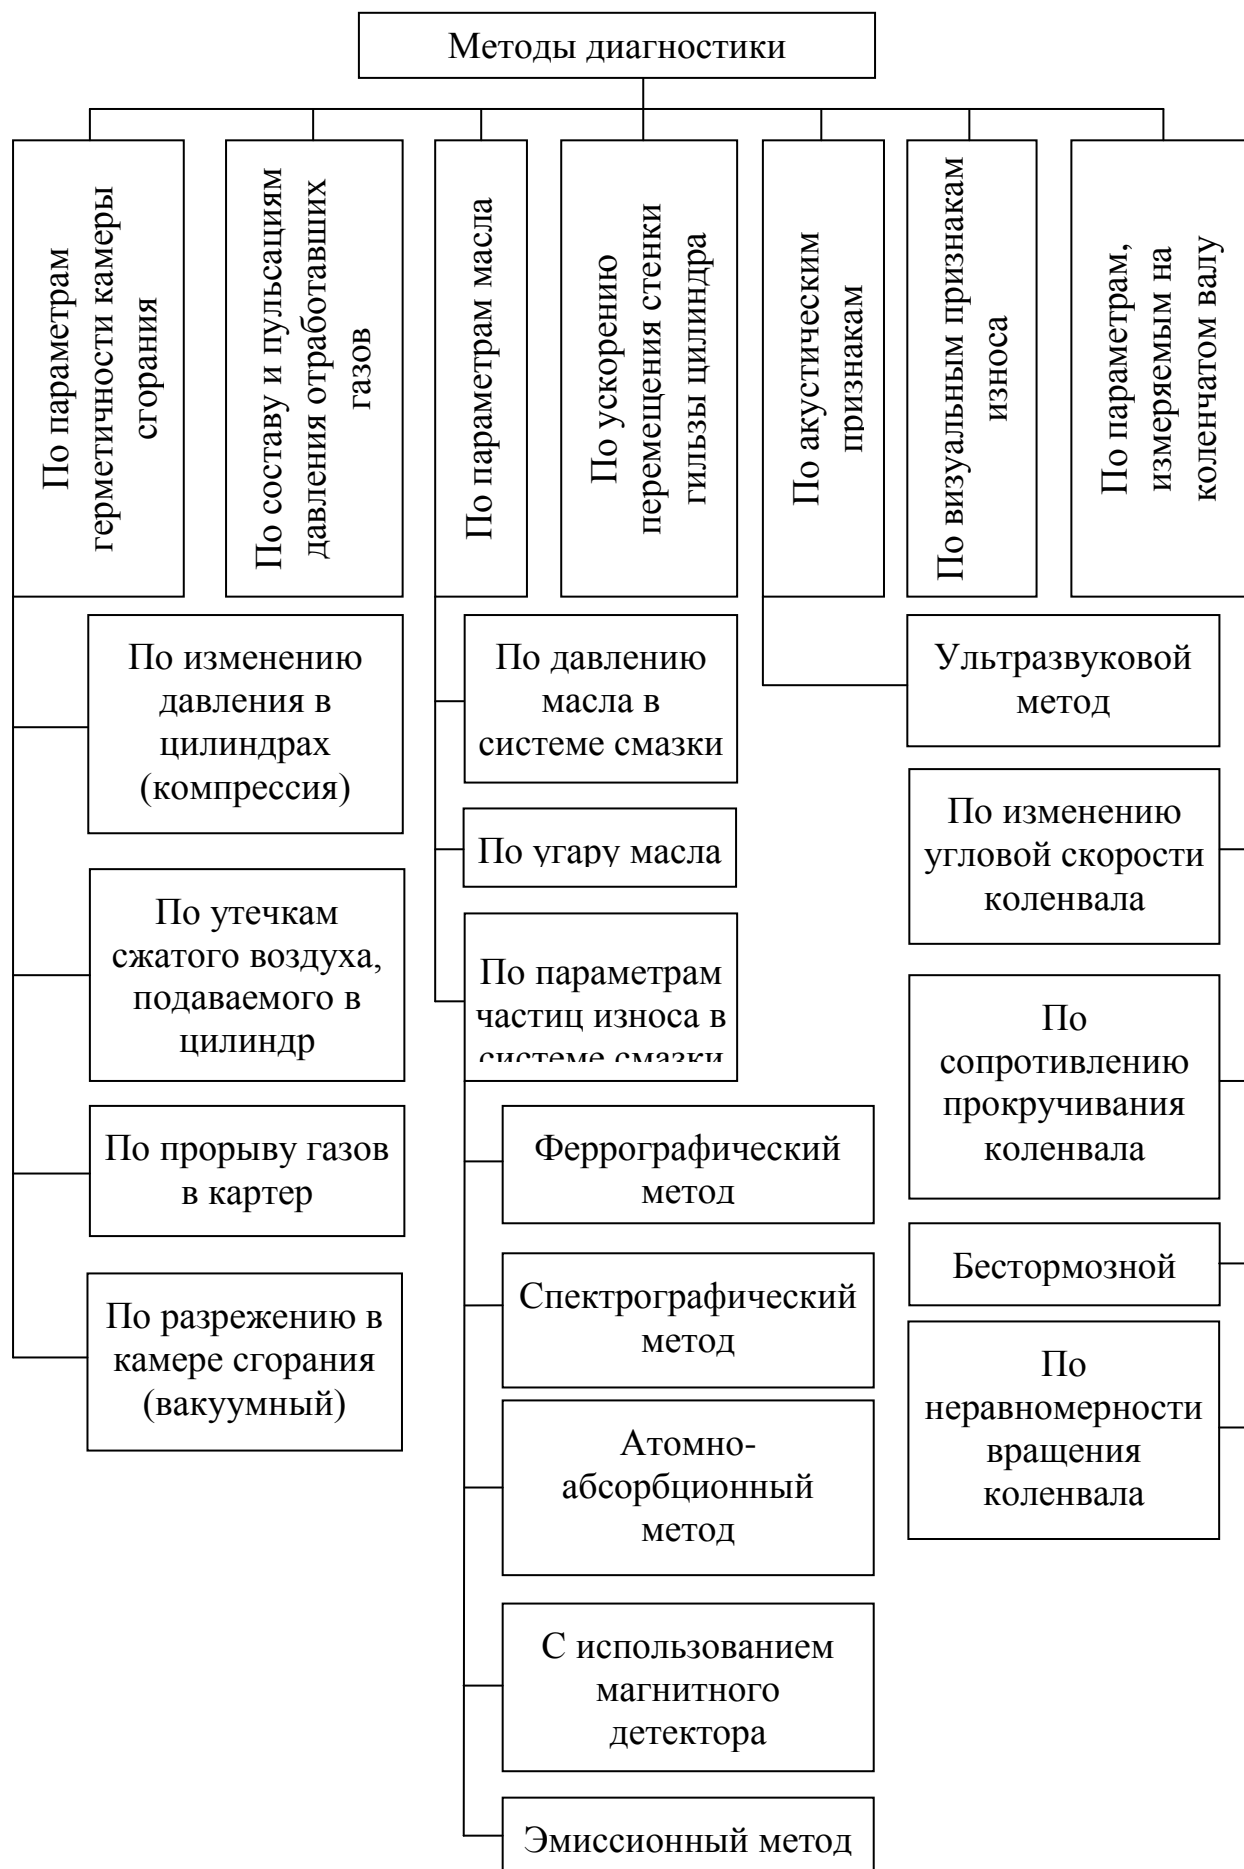 Методы диагностики
По параметрам
герметичности камеры
сгорания
По составу и пульсациям
давления отработавших
газов
По параметрам масла
По ускорению
перемещения стенки
гильзы цилиндра
По акустическим
признакам
По визуальным признакам
износа
По параметрам,
измеряемым на
коленчатом валу
По изменению
давления в
цилиндрах
(компрессия)
По утечкам
сжатого воздуха,
подаваемого в
цилиндр
По прорыву газов
в картер
По разрежению в
камере сгорания
(вакуумный)
По давлению
масла в
системе смазки
По угару масла
По параметрам
частиц износа в
системе смазки
Феррографический
метод
Спектрографический
метод
Атомно-
абсорбционный
метод
С использованием
магнитного
детектора
Эмиссионный метод
Ультразвуковой
метод
По изменению
угловой скорости
коленвала
По
сопротивлению
прокручивания
коленвала
Бестормозной
По
неравномерности
вращения
коленвала